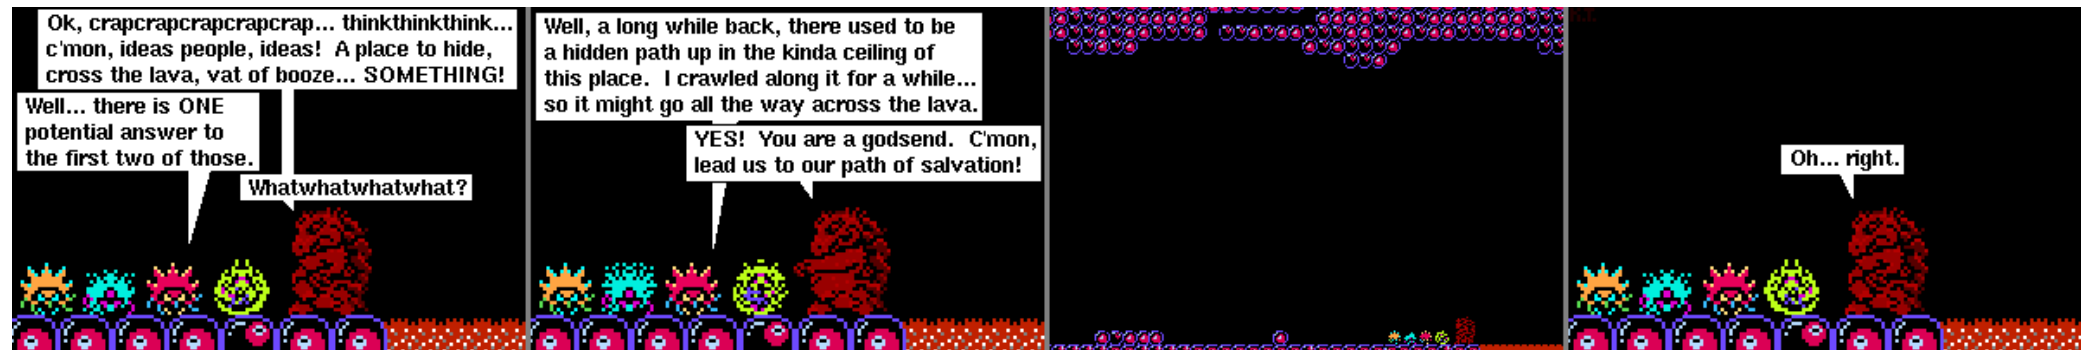 Ok, crapcrapcrapcrapcrap... thinkthinkthink...
c'mon, ideas people, ideas! A place to hide,
cross the lava, vat of booze... SOMETHING!
Well... there is ONE
potential answer to
the first two of those.
Whatwhatwhatwhat?
Well, a long while back, there used to be
a hidden path up in the kinda ceiling of
this place. I crawled along it for a while...
so it might go all the way across the lava.
YES! You are a godsend. C'mon,
lead us to our path of salvation!
Oh... right.